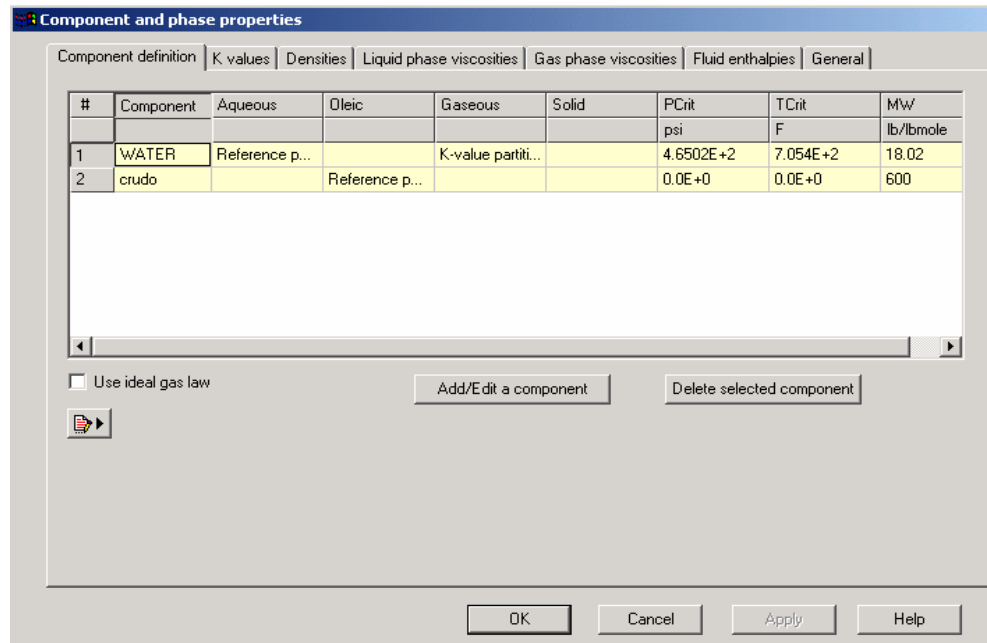 Component and phase properties
Component definition K values Densities Liquid phase viscosities Gas phase viscosities Fluid enthalpies General
# Component Aqueous Oleic Gaseous Solid PCrit TCrit MW
psi F lb/lbmole
1 WATER Reference p... K-value partiti... 4.6502E+2 7.054E+2 18.02
2 crudo Reference p... 0.0E+0 0.0E+0 600
Use ideal gas law Add/Edit a component Delete selected component
OK Cancel Apply Help